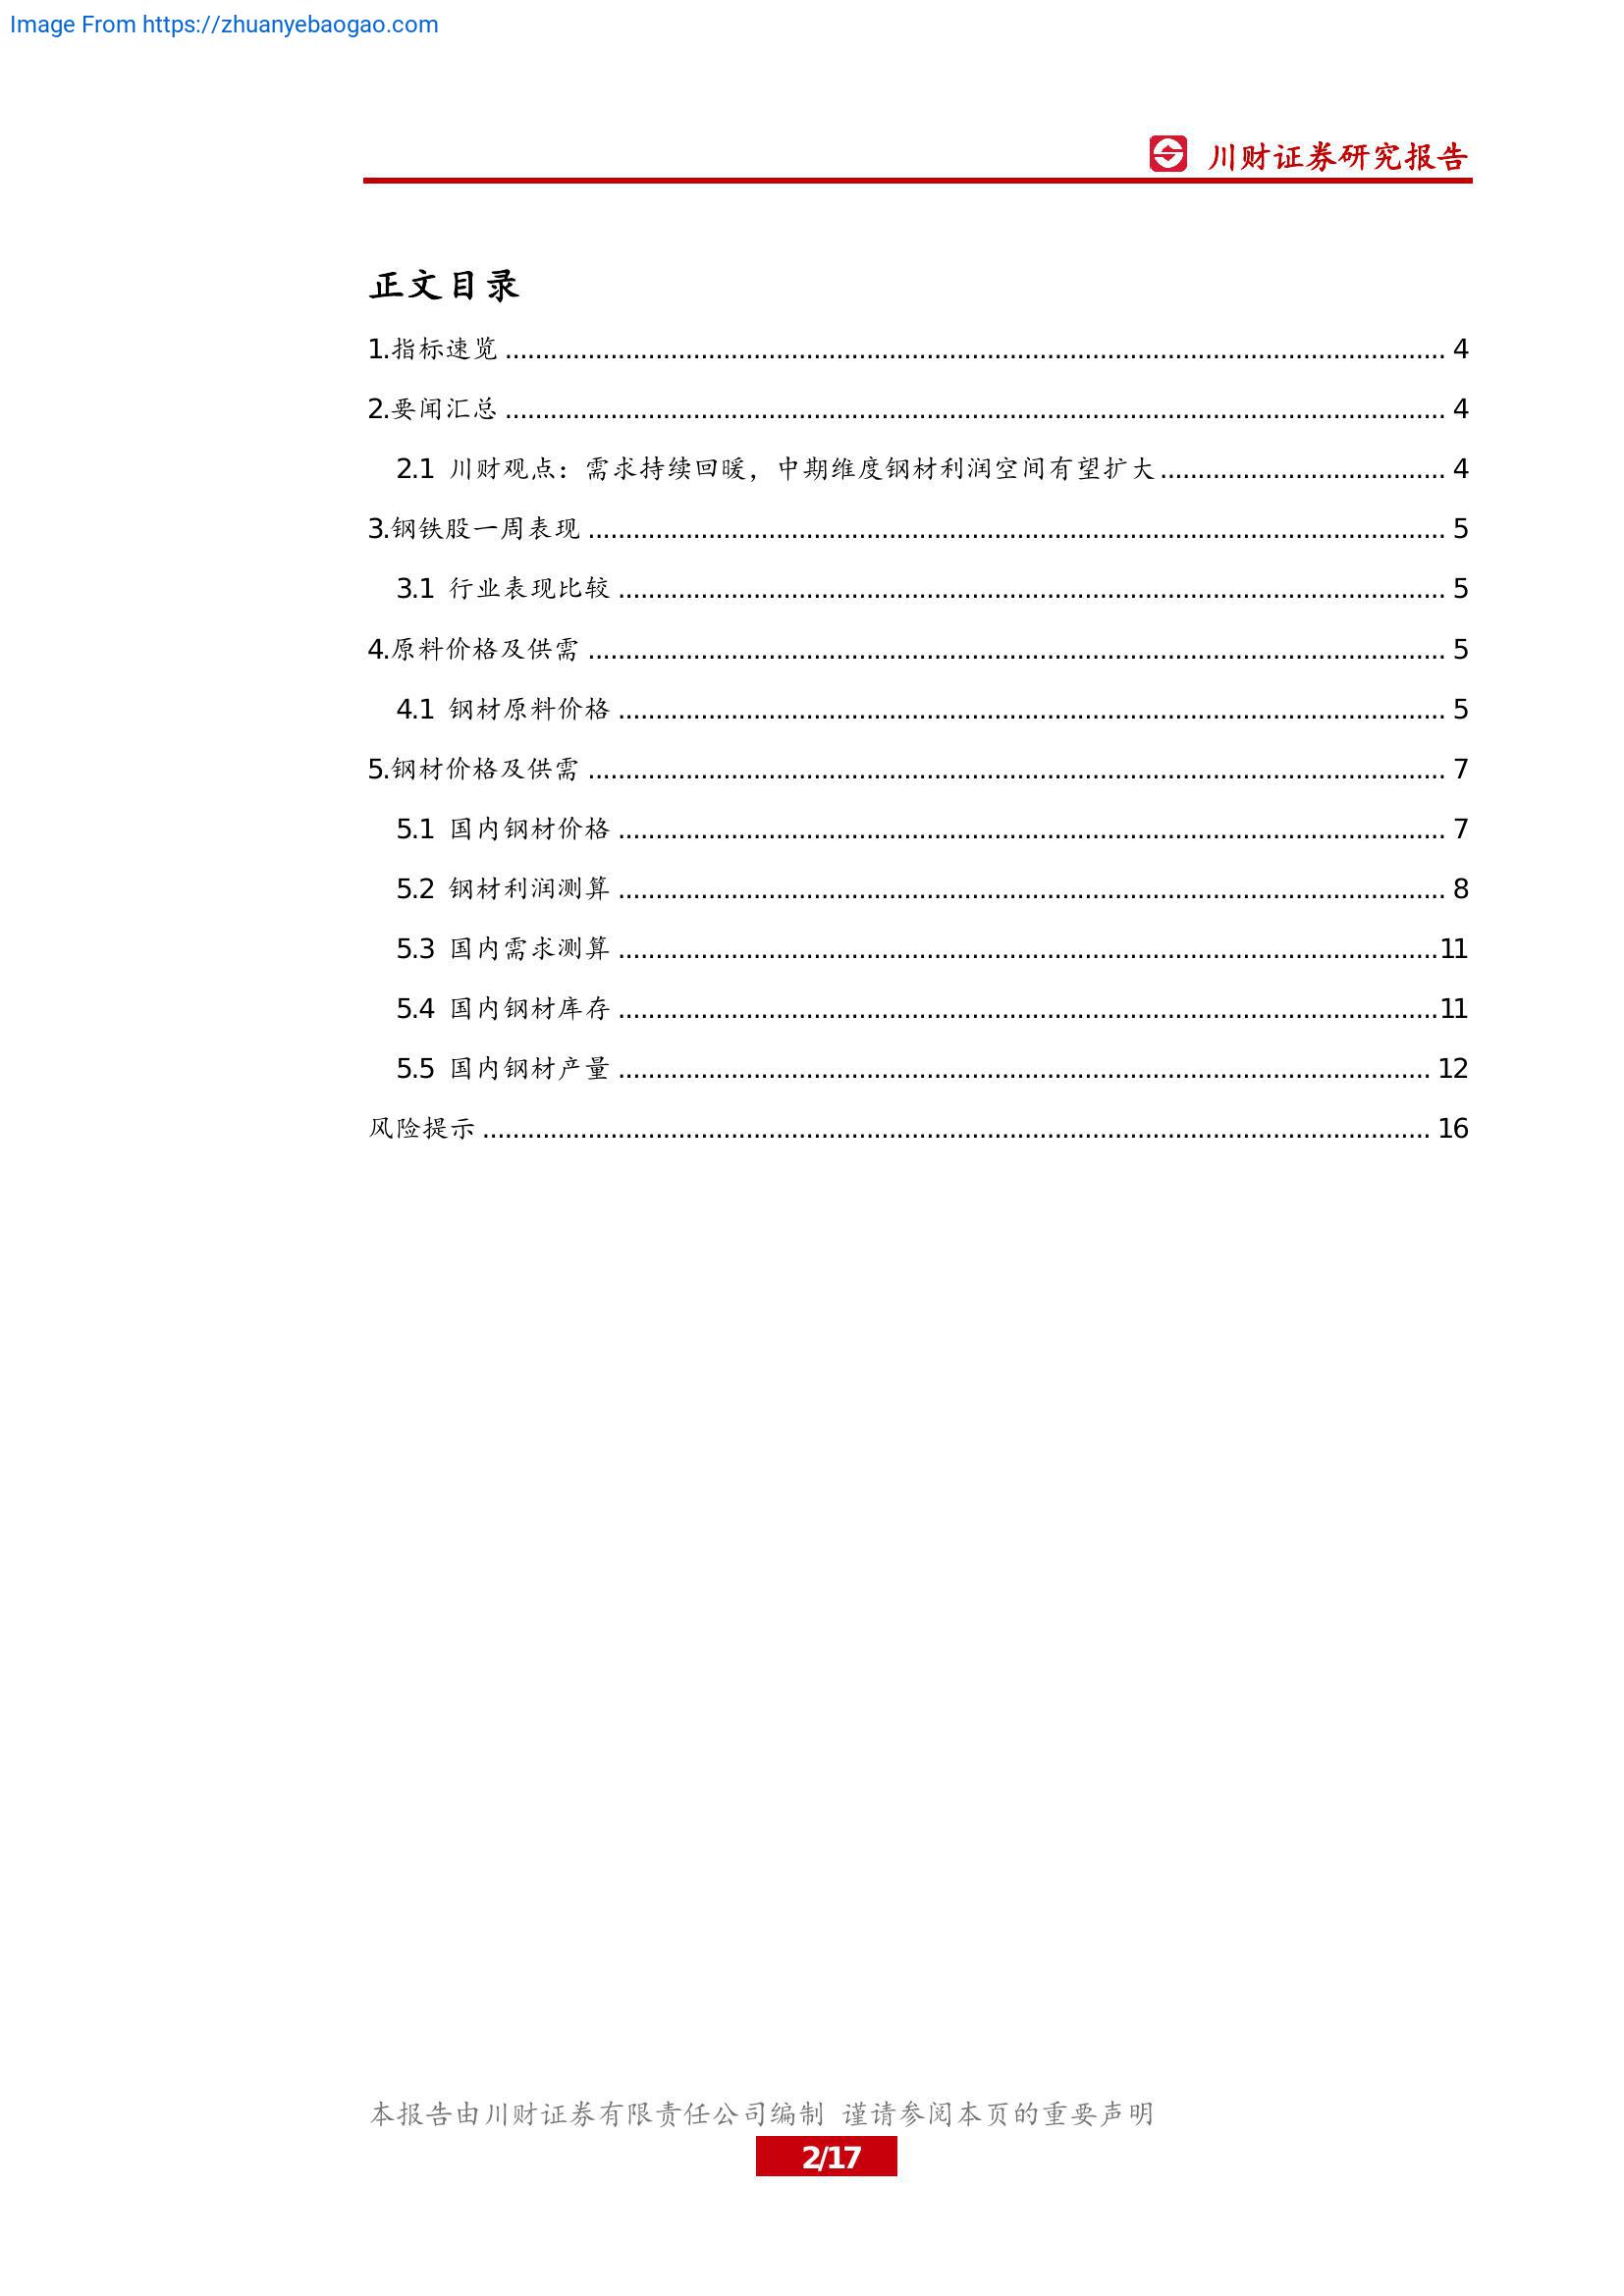 Image From https://zhuanyebaogao.com
川财证券研究报告
正文目录
1.指标速览 ........................................ 4
2.要闻汇总 ........................................ 4
2.1 川财观点：需求持续回暖，中期维度钢材利润空间有望扩大 ........................................ 4
3.钢铁股一周表现 ........................................ 5
3.1 行业表现比较 ........................................ 5
4.原料价格及供需 ........................................ 5
4.1 钢材原料价格 ........................................ 5
5.钢材价格及供需 ........................................ 7
5.1 国内钢材价格 ........................................ 7
5.2 钢材利润测算 ........................................ 8
5.3 国内需求测算 ........................................ 11
5.4 国内钢材库存 ........................................ 11
5.5 国内钢材产量 ........................................ 12
风险提示 ........................................ 16
本报告由川财证券有限责任公司编制 谨请参阅本页的重要声明
2/17